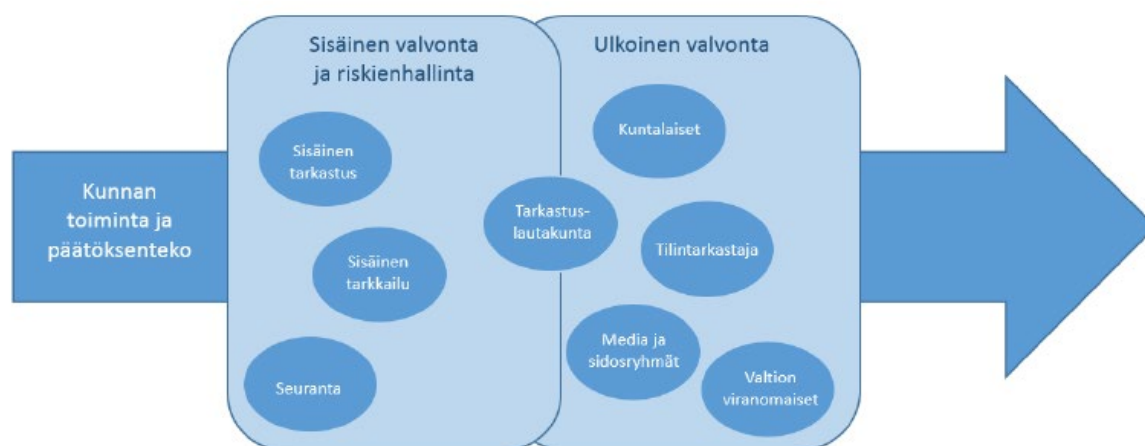 Kunnan
toiminta ja
päätöksenteko
Sisäinen valvonta
ja riskienhallinta
Sisäinen
tarkastus
Sisäinen
tarkkailu
Seuranta
Tarkastus-
lautakunta
Ulkoinen valvonta
Kuntalaiset
Tilintarkastaja
Media ja
sidosryhmät
Valtion
viranomaiset